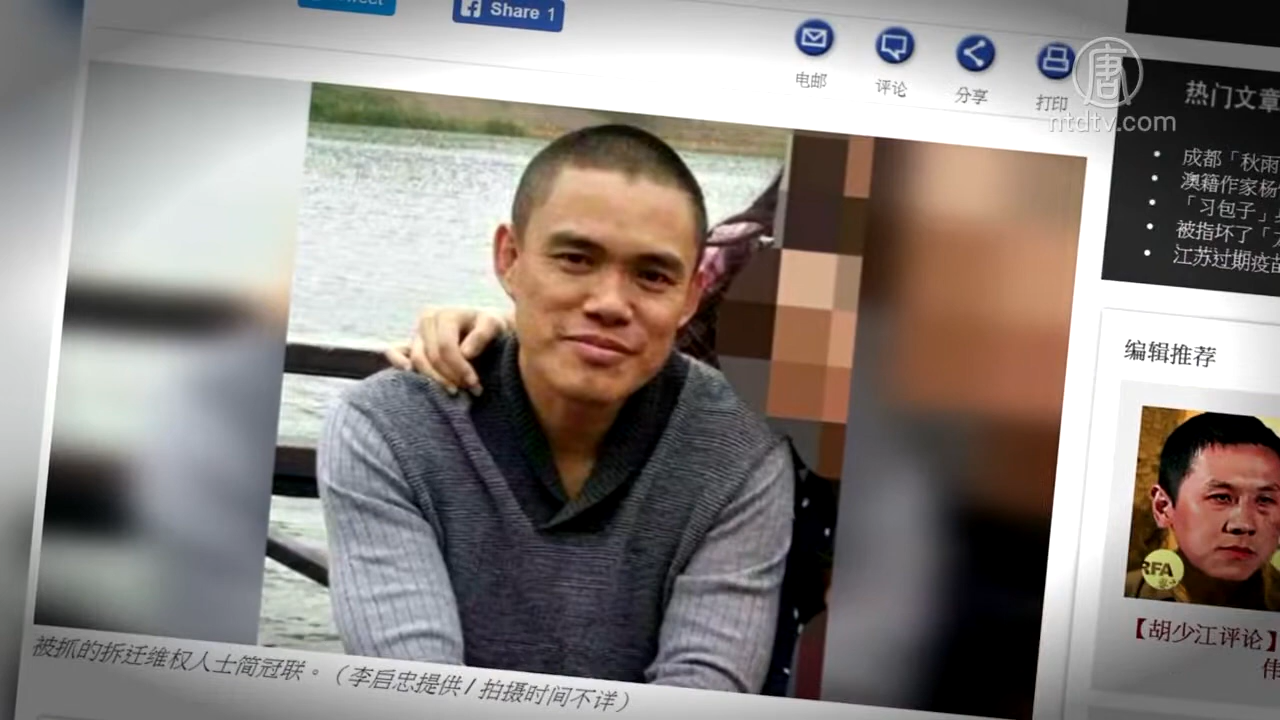 Share 1
电邮
评论
分享
打印
唐
ntdtv.com
热门文章
• 成都「秋雨
• 澳籍作家杨
• 「习包子」
• 被指坏了「
• 江苏过期疫苗
编辑推荐
RFA
【胡少江评论】
被抓的拆迁维权人士简冠联。（李启忠提供/拍摄时间不详）